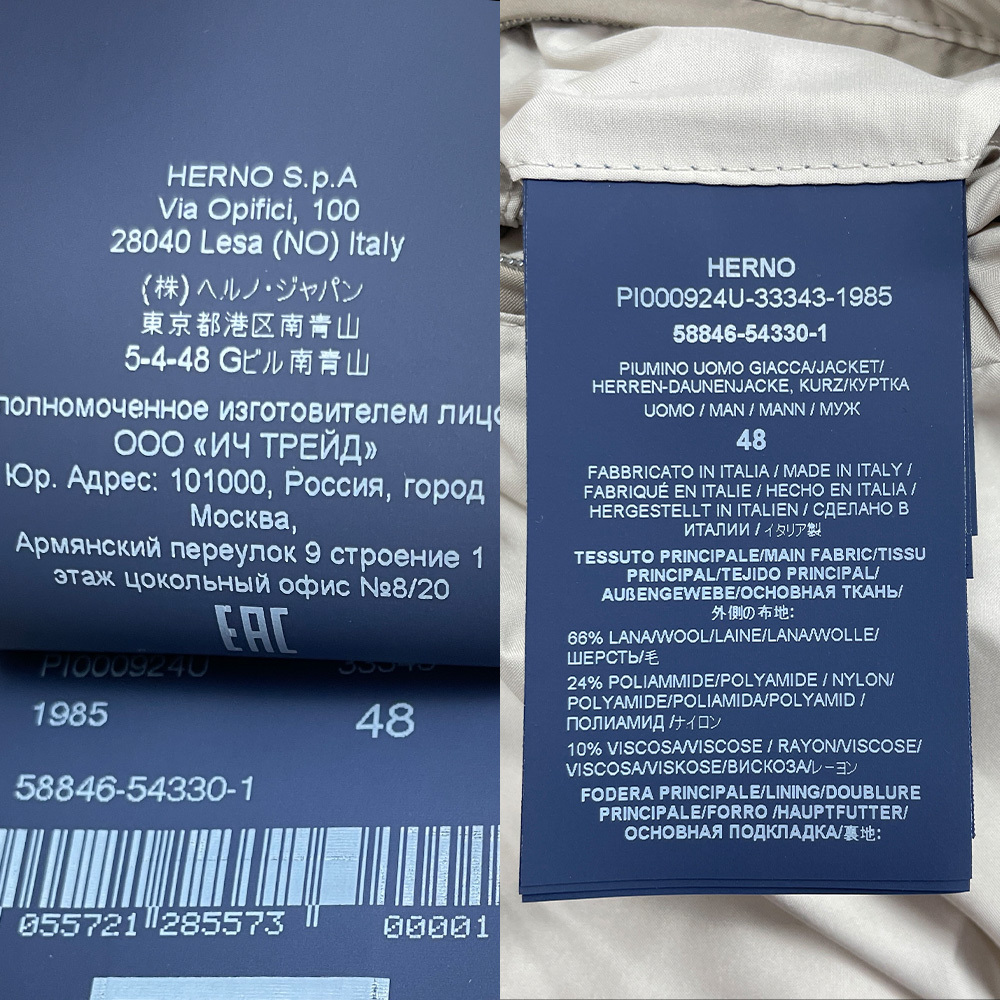 HERNO S.p.A
Via Opifici, 100
28040 Lesa (NO) Italy
(株)ヘルノ・ジャパン
東京都港区南青山
5-4-48 Gビル南青山
полномоченное изготовителем лицо
ООО «ИЧ ТРЕЙД»
Юр. Адрес: 101000, Россия, город
Москва,
Армянский переулок 9 строение 1
этаж цокольный офис №8/20
EAC
PI000924U 33343
1985 48
58846-54330-1
055721 285573 00001
HERNO
PI000924U-33343-1985
58846-54330-1
PIUMINO UOMO GIACCA/JACKET/
HERREN-DAUNENJACKE, KURZ/КУРТКА
UOMO / MAN / MANN / МУЖ
48
FABBRICATO IN ITALIA / MADE IN ITALY /
FABRIQUÉ EN ITALIE / HECHO EN ITALIA /
HERGESTELLT IN ITALIEN / СДЕЛАНО В
ИТАЛИИ / イタリア製
TESSUTO PRINCIPALE/MAIN FABRIC/TISSU
PRINCIPAL/TEJIDO PRINCIPAL/
AUßENGEWEBE/ОСНОВНАЯ ТКАНЬ/
外側の布地:
66% LANA/WOOL/LAINE/LANA/WOLLE/
ШЕРСТЬ/毛
24% POLIAMMIDE/POLYAMIDE / NYLON/
POLYAMIDE/POLIAMIDA/POLYAMID /
ПОЛИАМИД /ナイロン
10% VISCOSA/VISCOSE / RAYON/VISCOSE/
VISCOSA/VISKOSE/ВИСКОЗА/レーヨン
FODERA PRINCIPALE/LINING/DOUBLURE
PRINCIPALE/FORRO /HAUPTFUTTER/
ОСНОВНАЯ ПОДКЛАДКА/裏地: